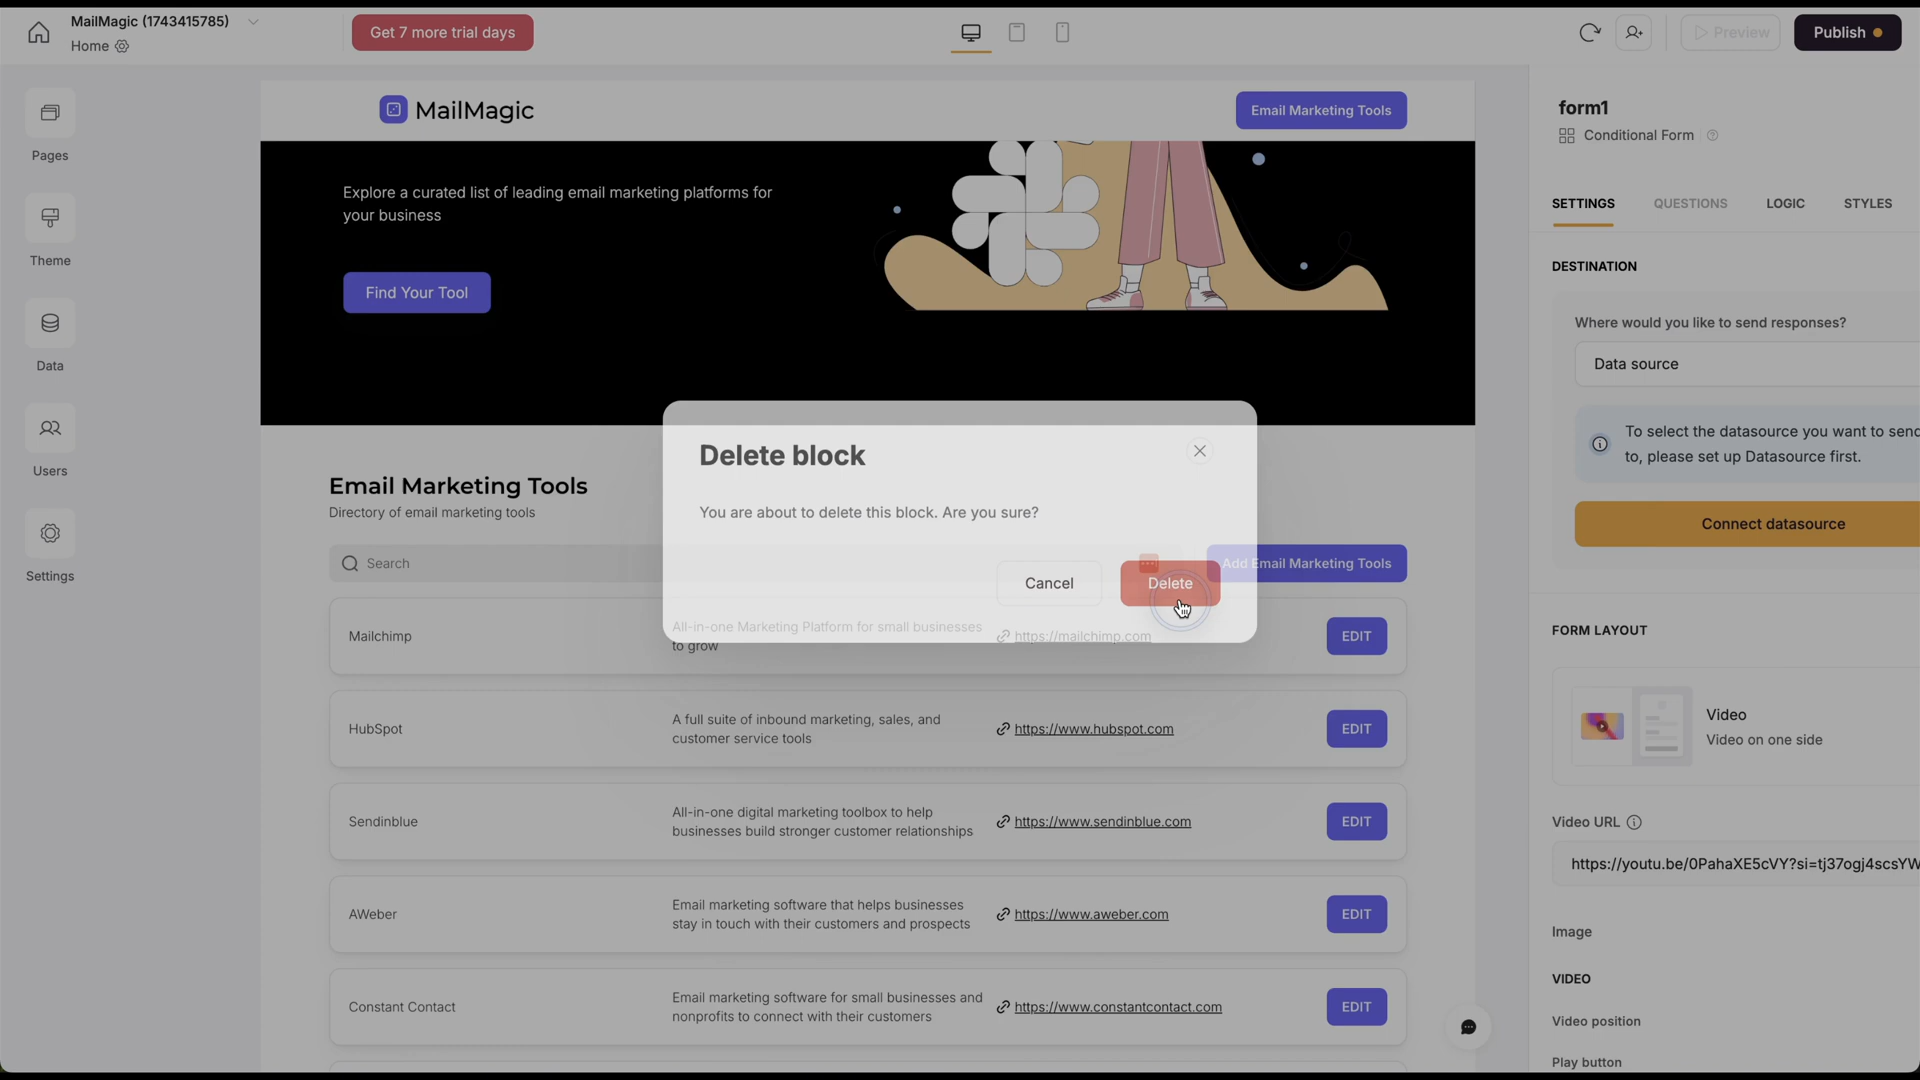 MailMagic (1743415785)
Home
Get 7 more trial days
Preview
Publish
Pages
Theme
Data
Users
Settings
MailMagic
Email Marketing Tools
Explore a curated list of leading email marketing platforms for
your business
Find Your Tool
Email Marketing Tools
Directory of email marketing tools
Search
Add Email Marketing Tools
Delete block
You are about to delete this block. Are you sure?
Cancel
Delete
Mailchimp
All-in-one Marketing Platform for small businesses
to grow
https://mailchimp.com
EDIT
HubSpot
A full suite of inbound marketing, sales, and
customer service tools
https://www.hubspot.com
EDIT
Sendinblue
All-in-one digital marketing toolbox to help
businesses build stronger customer relationships
https://www.sendinblue.com
EDIT
AWeber
Email marketing software that helps businesses
stay in touch with their customers and prospects
https://www.aweber.com
EDIT
Constant Contact
Email marketing software for small businesses and
nonprofits to connect with their customers
https://www.constantcontact.com
EDIT
form1
Conditional Form
SETTINGS
QUESTIONS
LOGIC
STYLES
DESTINATION
Where would you like to send responses?
Data source
To select the datasource you want to send
to, please set up Datasource first.
Connect datasource
FORM LAYOUT
Video
Video on one side
Video URL
https://youtu.be/0PahaXE5cVY?si=tj37ogj4scsYW
Image
VIDEO
Video position
Play button